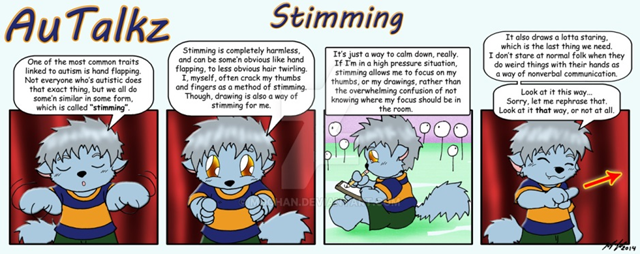 AuTalkz
Stimming
One of the most common traits
linked to autism is hand flapping.
Not everyone who's autistic does
that exact thing, but we all do
som'n similar in some form,
which is called "stimming".
Stimming is completely harmless,
and can be som'n obvious like hand
flapping, to less obvious hair twirling.
I, myself, often crack my thumbs
and fingers as a method of stimming.
Though, drawing is also a way of
stimming for me.
It's just a way to calm down, really.
If I'm in a high pressure situation,
stimming allows me to focus on my
thumbs, or my drawings, rather than
the overwhelming confusion of not
knowing where my focus should be in
the room.
It also draws a lotta staring,
which is the last thing we need.
I don't stare at normal folk when they
do weird things with their hands as
a way of nonverbal communication.
Look at it this way...
Sorry, let me rephrase that.
Look at it that way, or not at all.
2014